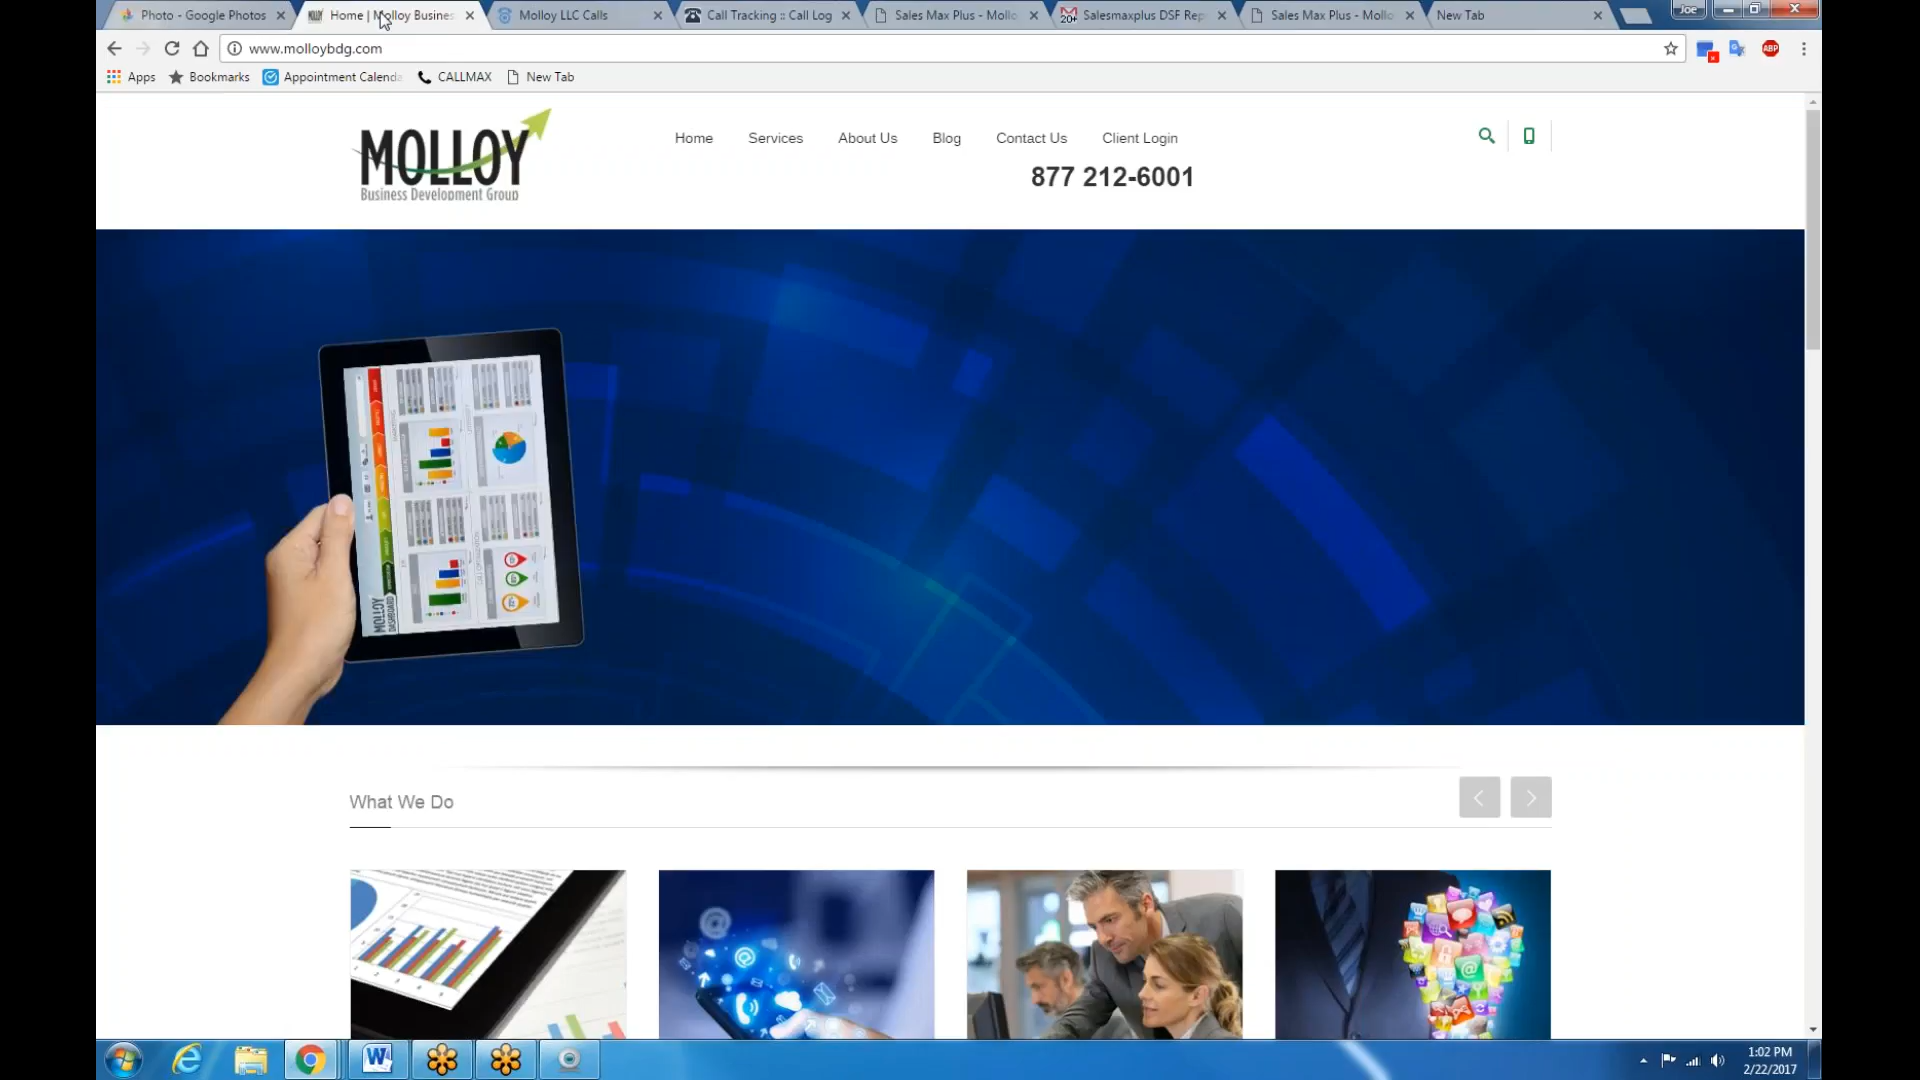 Photo - Google Photos
Home | Molloy Busines
Molloy LLC Calls
Call Tracking :: Call Log
Sales Max Plus - Mollo
Salesmaxplus DSF Rep
Sales Max Plus - Mollo
New Tab
Joe
www.molloybdg.com
ABP
Apps
Bookmarks
Appointment Calenda
CALLMAX
New Tab
MOLLOY
Business Development Group
Home
Services
About Us
Blog
Contact Us
Client Login
877 212-6001
MOLLOY
DASHBOARD
What We Do
1:02 PM
2/22/2017